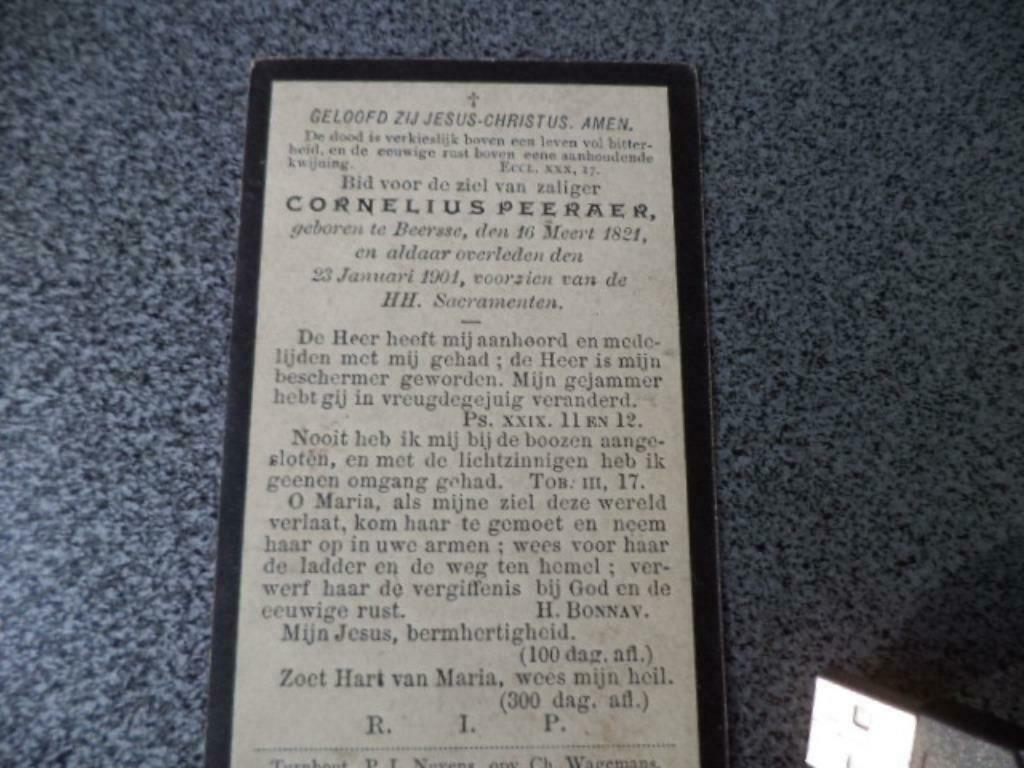 GELOOFD ZIJ JESUS-CHRISTUS. AMEN.
De dood is verkieslijk boven een leven vol bitter-
heid, en de eeuwige rust boven eene aanhoudende
kwijning. ECCL. XXX, 17.
Bid voor de ziel van zaliger
CORNELIUS PEERAER,
geboren te Beersse, den 16 Meert 1821,
en aldaar overleden den
23 Januari 1901, voorzien van de
HH. Sacramenten.
De Heer heeft mij aanhoord en mede-
lijden met mij gehad ; de Heer is mijn
beschermer geworden. Mijn gejammer
hebt gij in vreugdegejuig veranderd.
Ps. XXIX. 11 EN 12.
Nooit heb ik mij bij de boozen aange-
sloten, en met de lichtzinnigen heb ik
geenen omgang gehad. TOB. III, 17.
O Maria, als mijne ziel deze wereld
verlaat, kom haar te gemoet en neem
haar op in uwe armen ; wees voor haar
de ladder en de weg ten hemel ; ver-
werf haar de vergiffenis bij God en de
eeuwige rust. H. BONNAV.
Mijn Jesus, bermhertigheid.
(100 dag. afl.)
Zoet Hart van Maria, wees mijn heil.
(300 dag. afl.)
R. I. P.
Turnhout, P. J. Nuyens, opv. Ch. Wagemans.